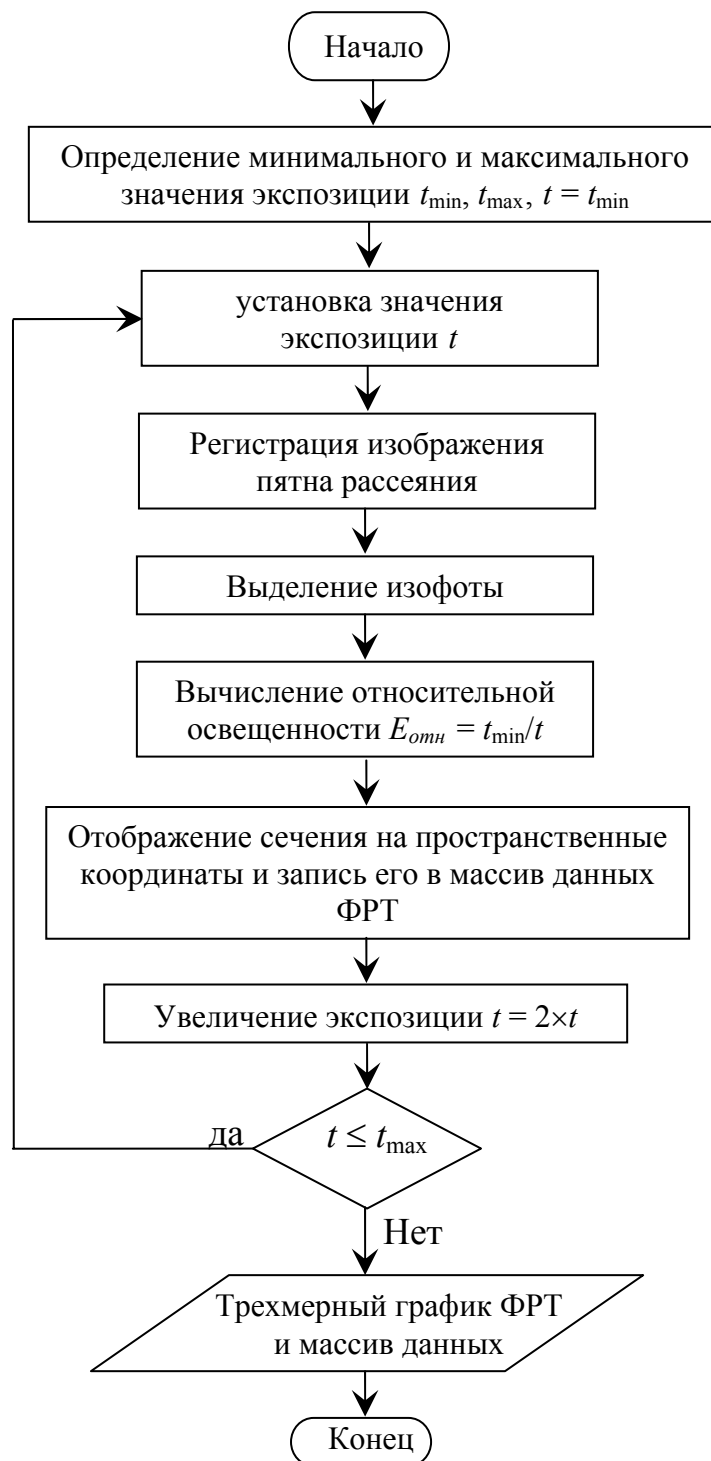 Начало
Определение минимального и максимального
значения экспозиции tmin, tmax, t = tmin
установка значения
экспозиции t
Регистрация изображения
пятна рассеяния
Выделение изофоты
Вычисление относительной
освещенности Eотн = tmin/t
Отображение сечения на пространственные
координаты и запись его в массив данных
ФРТ
Увеличение экспозиции t = 2×t
да
t ≤ tmax
Нет
Трехмерный график ФРТ
и массив данных
Конец